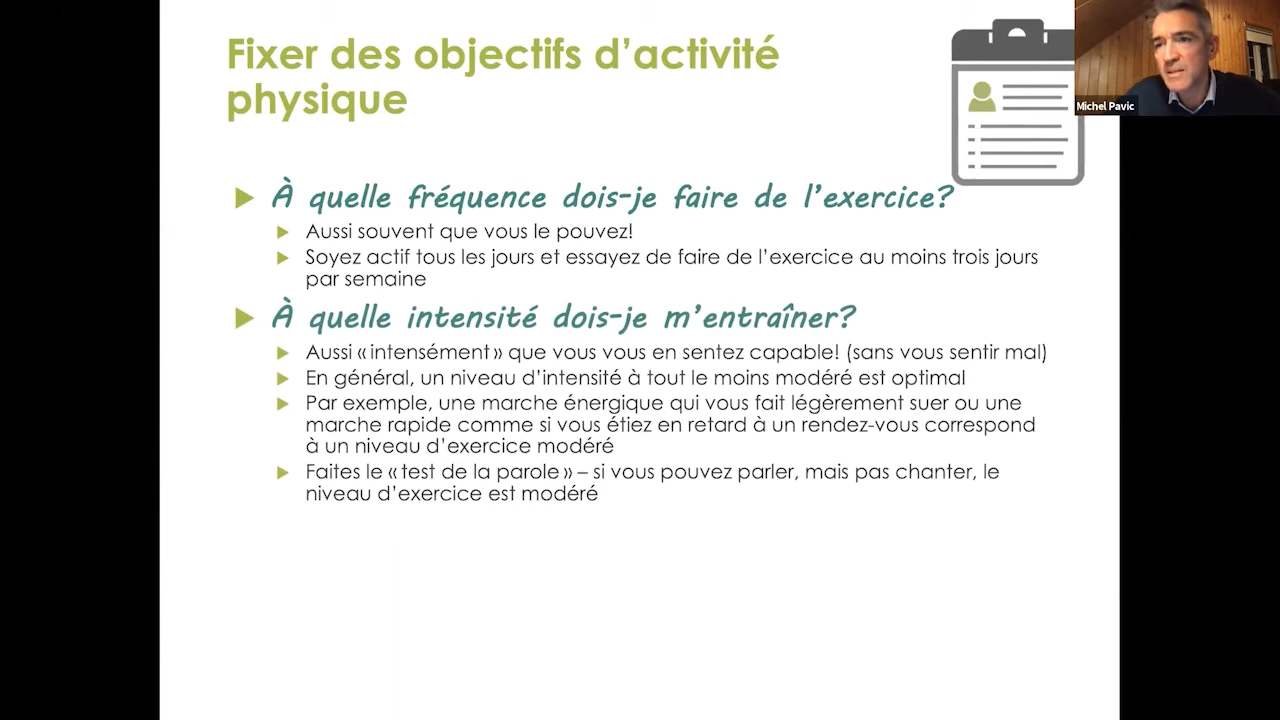 Fixer des objectifs d’activité
physique
Michel Pavic
À quelle fréquence dois-je faire de l’exercice?
Aussi souvent que vous le pouvez!
Soyez actif tous les jours et essayez de faire de l’exercice au moins trois jours
par semaine
À quelle intensité dois-je m’entraîner?
Aussi « intensément » que vous vous en sentez capable! (sans vous sentir mal)
En général, un niveau d’intensité à tout le moins modéré est optimal
Par exemple, une marche énergique qui vous fait légèrement suer ou une
marche rapide comme si vous étiez en retard à un rendez-vous correspond
à un niveau d’exercice modéré
Faites le « test de la parole » – si vous pouvez parler, mais pas chanter, le
niveau d’exercice est modéré